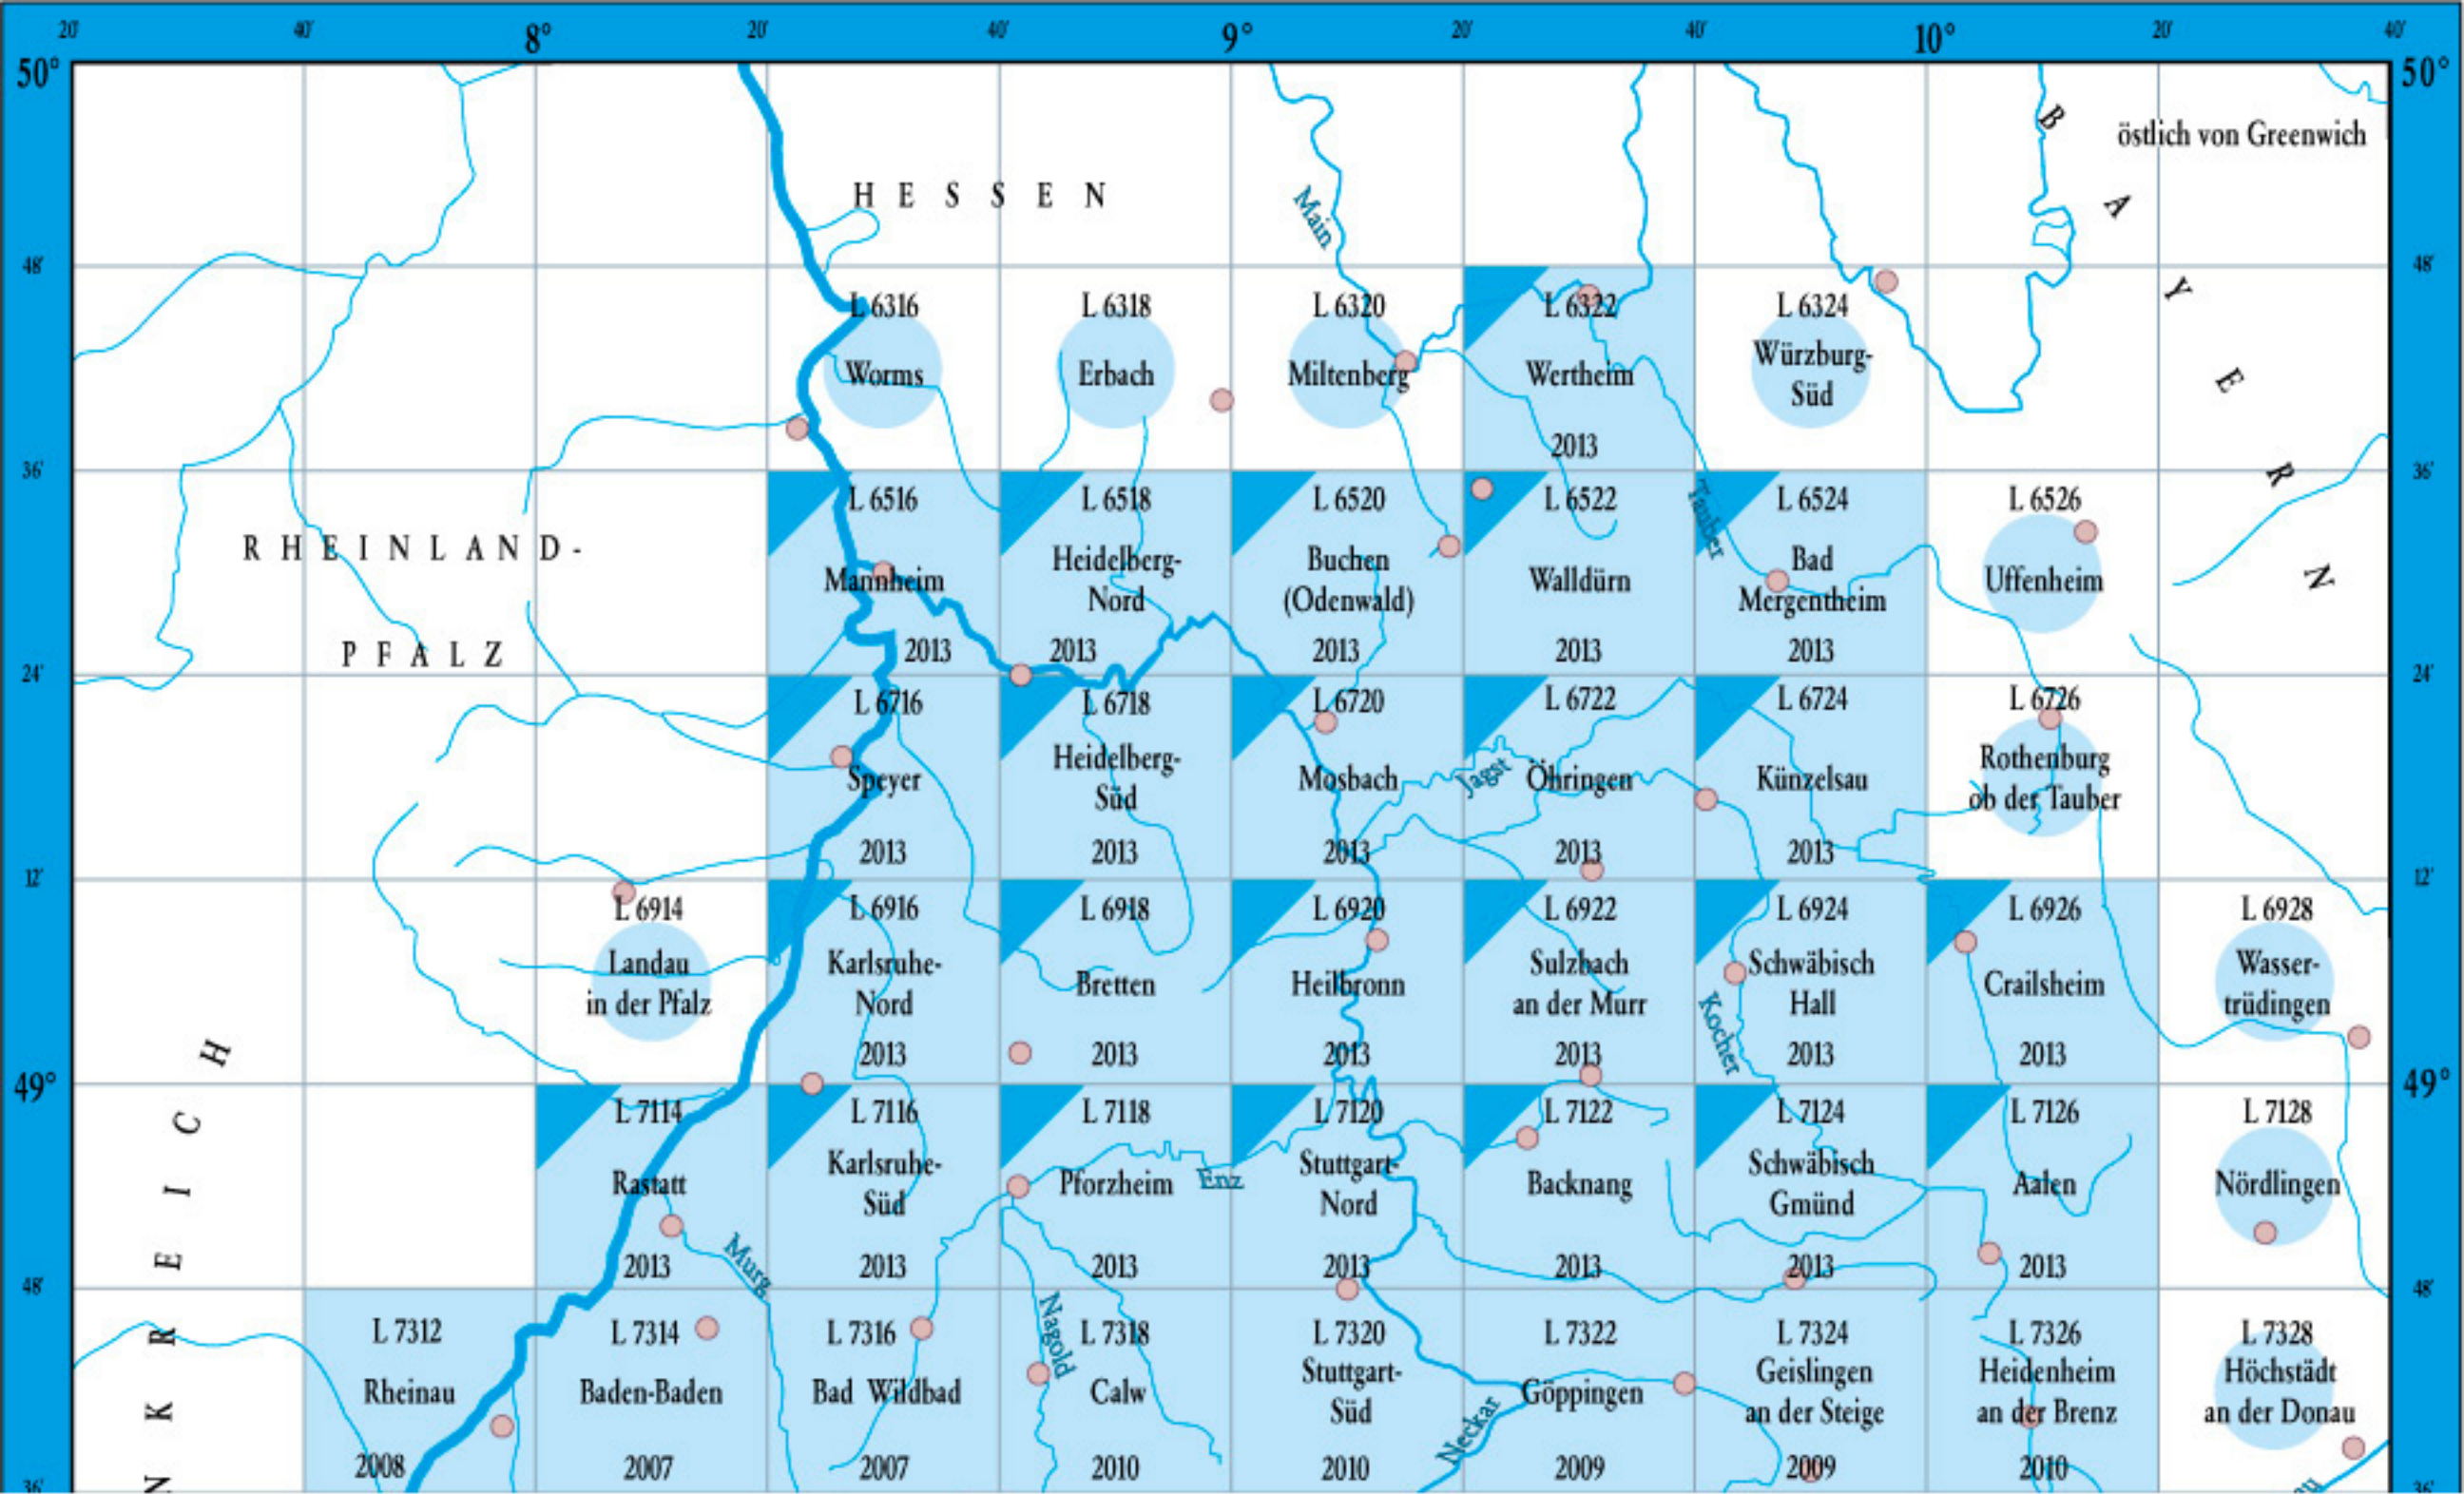 20' 40' 8° 20' 40' 9° 20' 40' 10° 20' 40'
50° 50°
östlich von Greenwich
HESSEN
Main
BAYERN
48' 48'
L 6316 L 6318 L 6320 L 6322 L 6324
Worms Erbach Miltenberg Wertheim Würzburg-
Süd
2013
36' 36'
L 6516 L 6518 L 6520 L 6522 L 6524 L 6526
Tauber
RHEINLAND-
PFALZ
Mannheim Heidelberg- Buchen Walldürn Bad Uffenheim
Nord (Odenwald) Mergentheim
2013 2013 2013 2013 2013
24' 24'
L 6716 L 6718 L 6720 L 6722 L 6724 L 6726
Speyer Heidelberg- Mosbach Jagst Öhringen Künzelsau Rothenburg
Süd ob der Tauber
2013 2013 2013 2013 2013
12' 12'
L 6914 L 6916 L 6918 L 6920 L 6922 L 6924 L 6926 L 6928
Landau Karlsruhe- Bretten Heilbronn Sulzbach Schwäbisch Crailsheim Wasser-
in der Pfalz Nord an der Murr Hall trüdingen
Kocher
2013 2013 2013 2013 2013 2013
49° 49°
L 7114 L 7116 L 7118 L 7120 L 7122 L 7124 L 7126 L 7128
Rastatt Karlsruhe- Pforzheim Enz Stuttgart- Backnang Schwäbisch Aalen Nördlingen
Süd Nord Gmünd
Murg
2013 2013 2013 2013 2013 2013 2013
48' 48'
NKREICH
L 7312 L 7314 L 7316 Nagold L 7318 L 7320 L 7322 L 7324 L 7326 L 7328
Rheinau Baden-Baden Bad Wildbad Calw Stuttgart- Göppingen Geislingen Heidenheim Höchstädt
Süd an der Steige an der Brenz an der Donau
Neckar
2008 2007 2007 2010 2010 2009 2009 2010
36' 36'